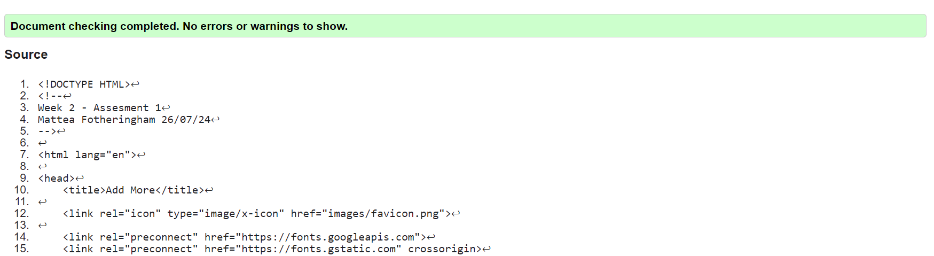 Document checking completed. No errors or warnings to show.
Source
1. <!DOCTYPE HTML>↩
2. <!--↩
3. Week 2 - Assesment 1↩
4. Mattea Fotheringham 26/07/24↩
5. -->↩
6. ↩
7. <html lang="en">↩
8. ↩
9. <head>↩
10. <title>Add More</title>↩
11. ↩
12. <link rel="icon" type="image/x-icon" href="images/favicon.png">↩
13. ↩
14. <link rel="preconnect" href="https://fonts.googleapis.com">↩
15. <link rel="preconnect" href="https://fonts.gstatic.com" crossorigin>↩